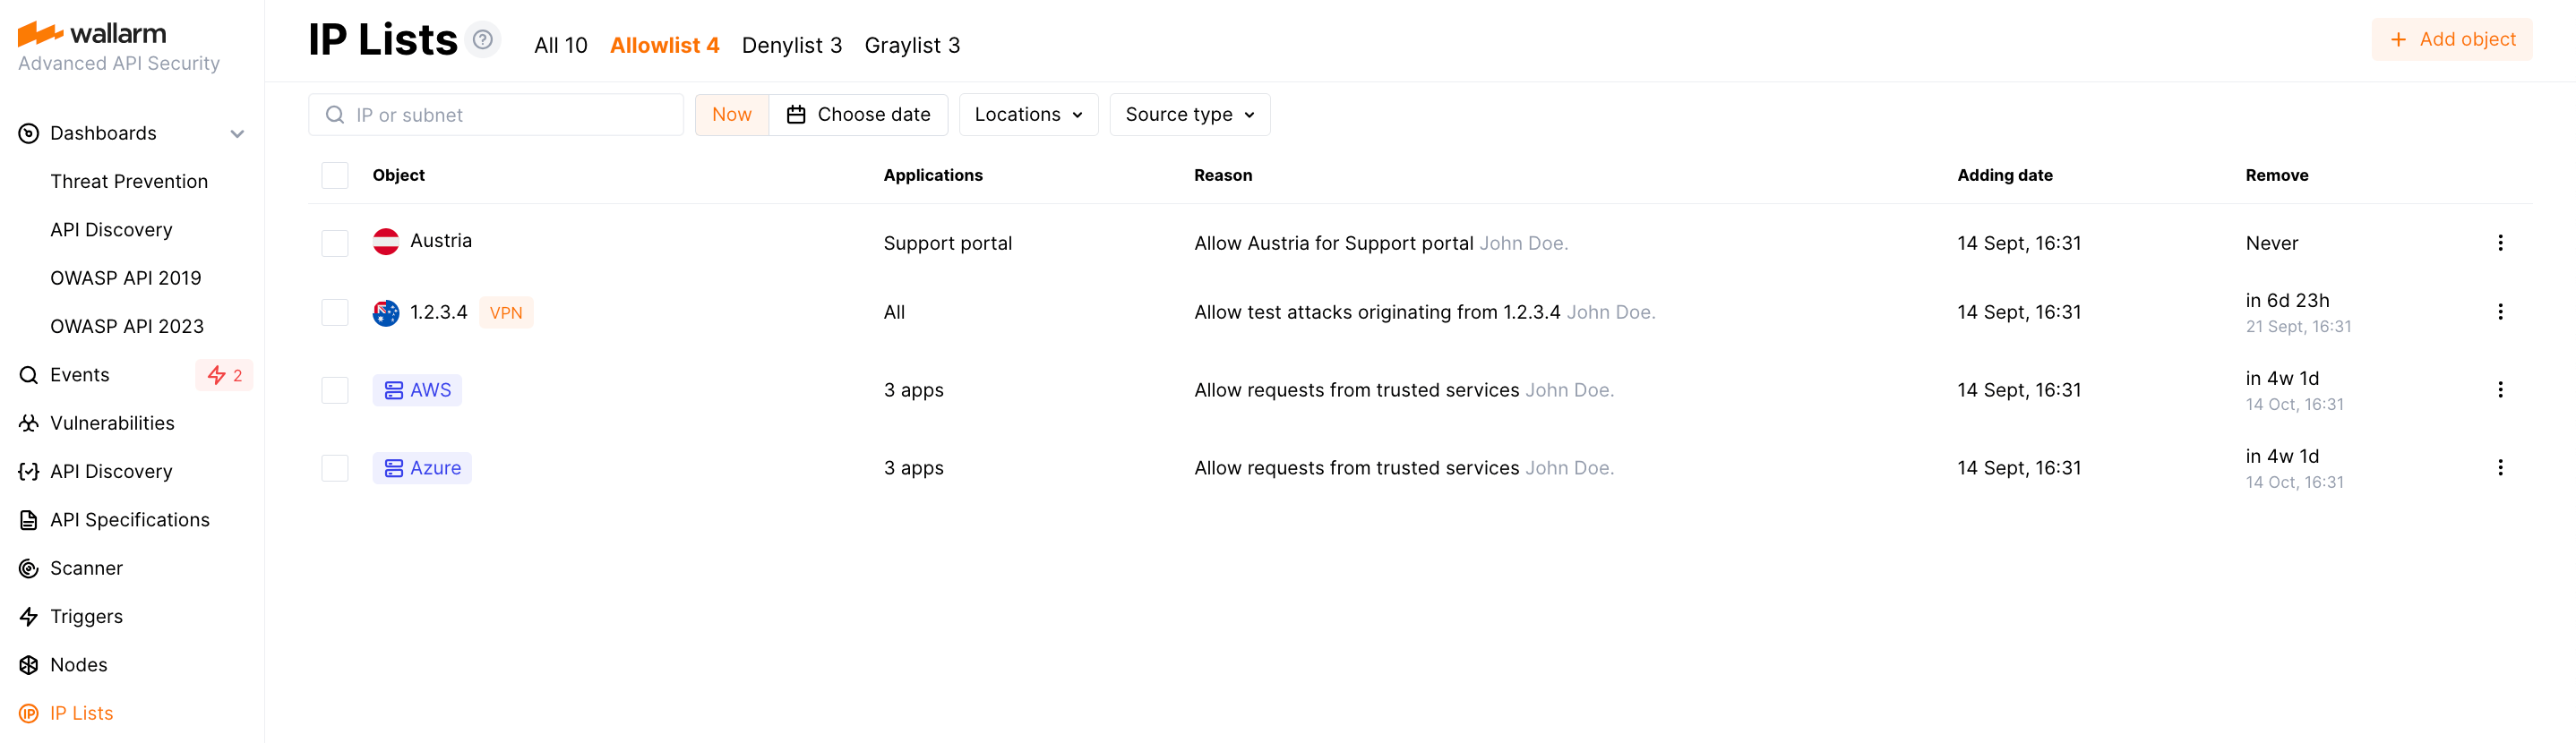 wallarm
Advanced API Security
Dashboards
Threat Prevention
API Discovery
OWASP API 2019
OWASP API 2023
Events 2
Vulnerabilities
API Discovery
API Specifications
Scanner
Triggers
Nodes
IP Lists
IP Lists ? All 10 Allowlist 4 Denylist 3 Graylist 3 + Add object
IP or subnet Now Choose date Locations Source type
Object Applications Reason Adding date Remove
Austria Support portal Allow Austria for Support portal John Doe. 14 Sept, 16:31 Never
1.2.3.4 VPN All Allow test attacks originating from 1.2.3.4 John Doe. 14 Sept, 16:31 in 6d 23h
21 Sept, 16:31
AWS 3 apps Allow requests from trusted services John Doe. 14 Sept, 16:31 in 4w 1d
14 Oct, 16:31
Azure 3 apps Allow requests from trusted services John Doe. 14 Sept, 16:31 in 4w 1d
14 Oct, 16:31